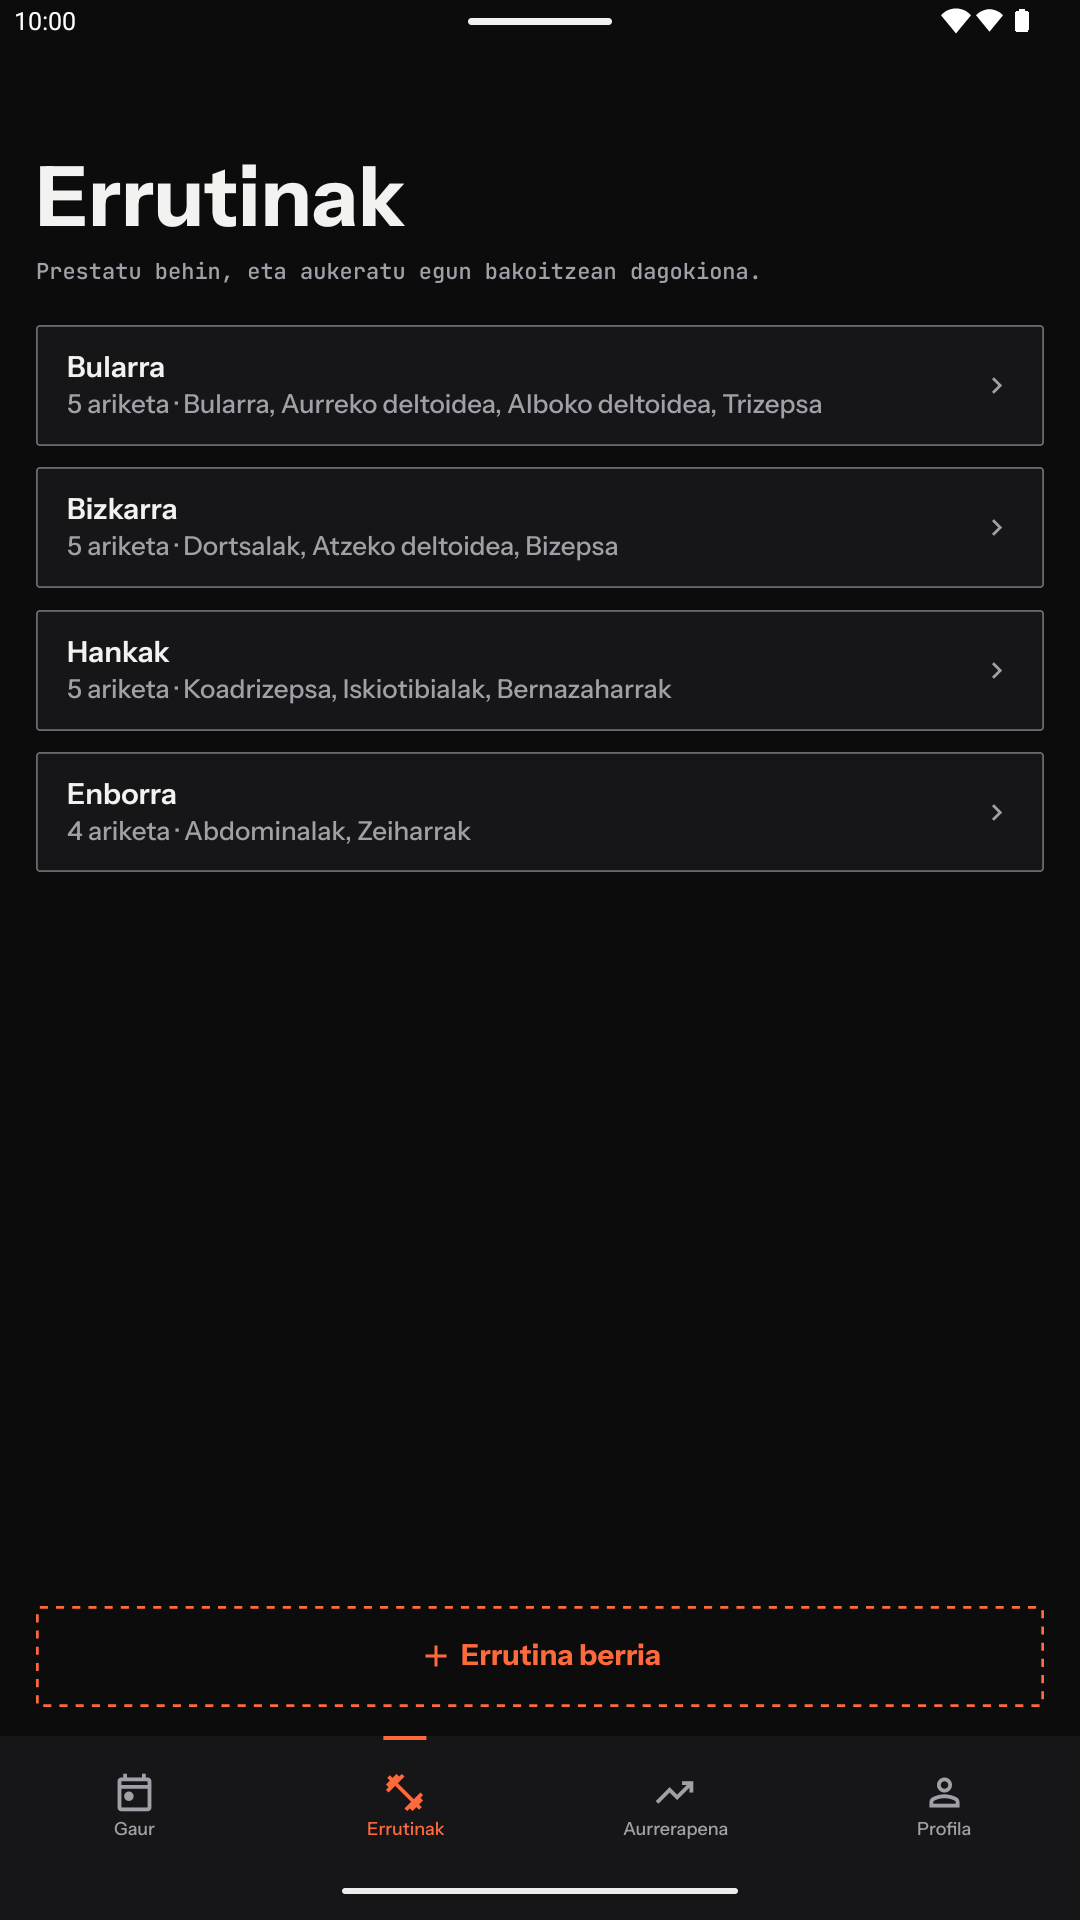 10:00
Errutinak
Prestatu behin, eta aukeratu egun bakoitzean dagokiona.
Bularra
5 ariketa · Bularra, Aurreko deltoidea, Alboko deltoidea, Trizepsa
Bizkarra
5 ariketa · Dortsalak, Atzeko deltoidea, Bizepsa
Hankak
5 ariketa · Koadrizepsa, Iskiotibialak, Bernazaharrak
Enborra
4 ariketa · Abdominalak, Zeiharrak
+ Errutina berria
Gaur
Errutinak
Aurrerapena
Profila